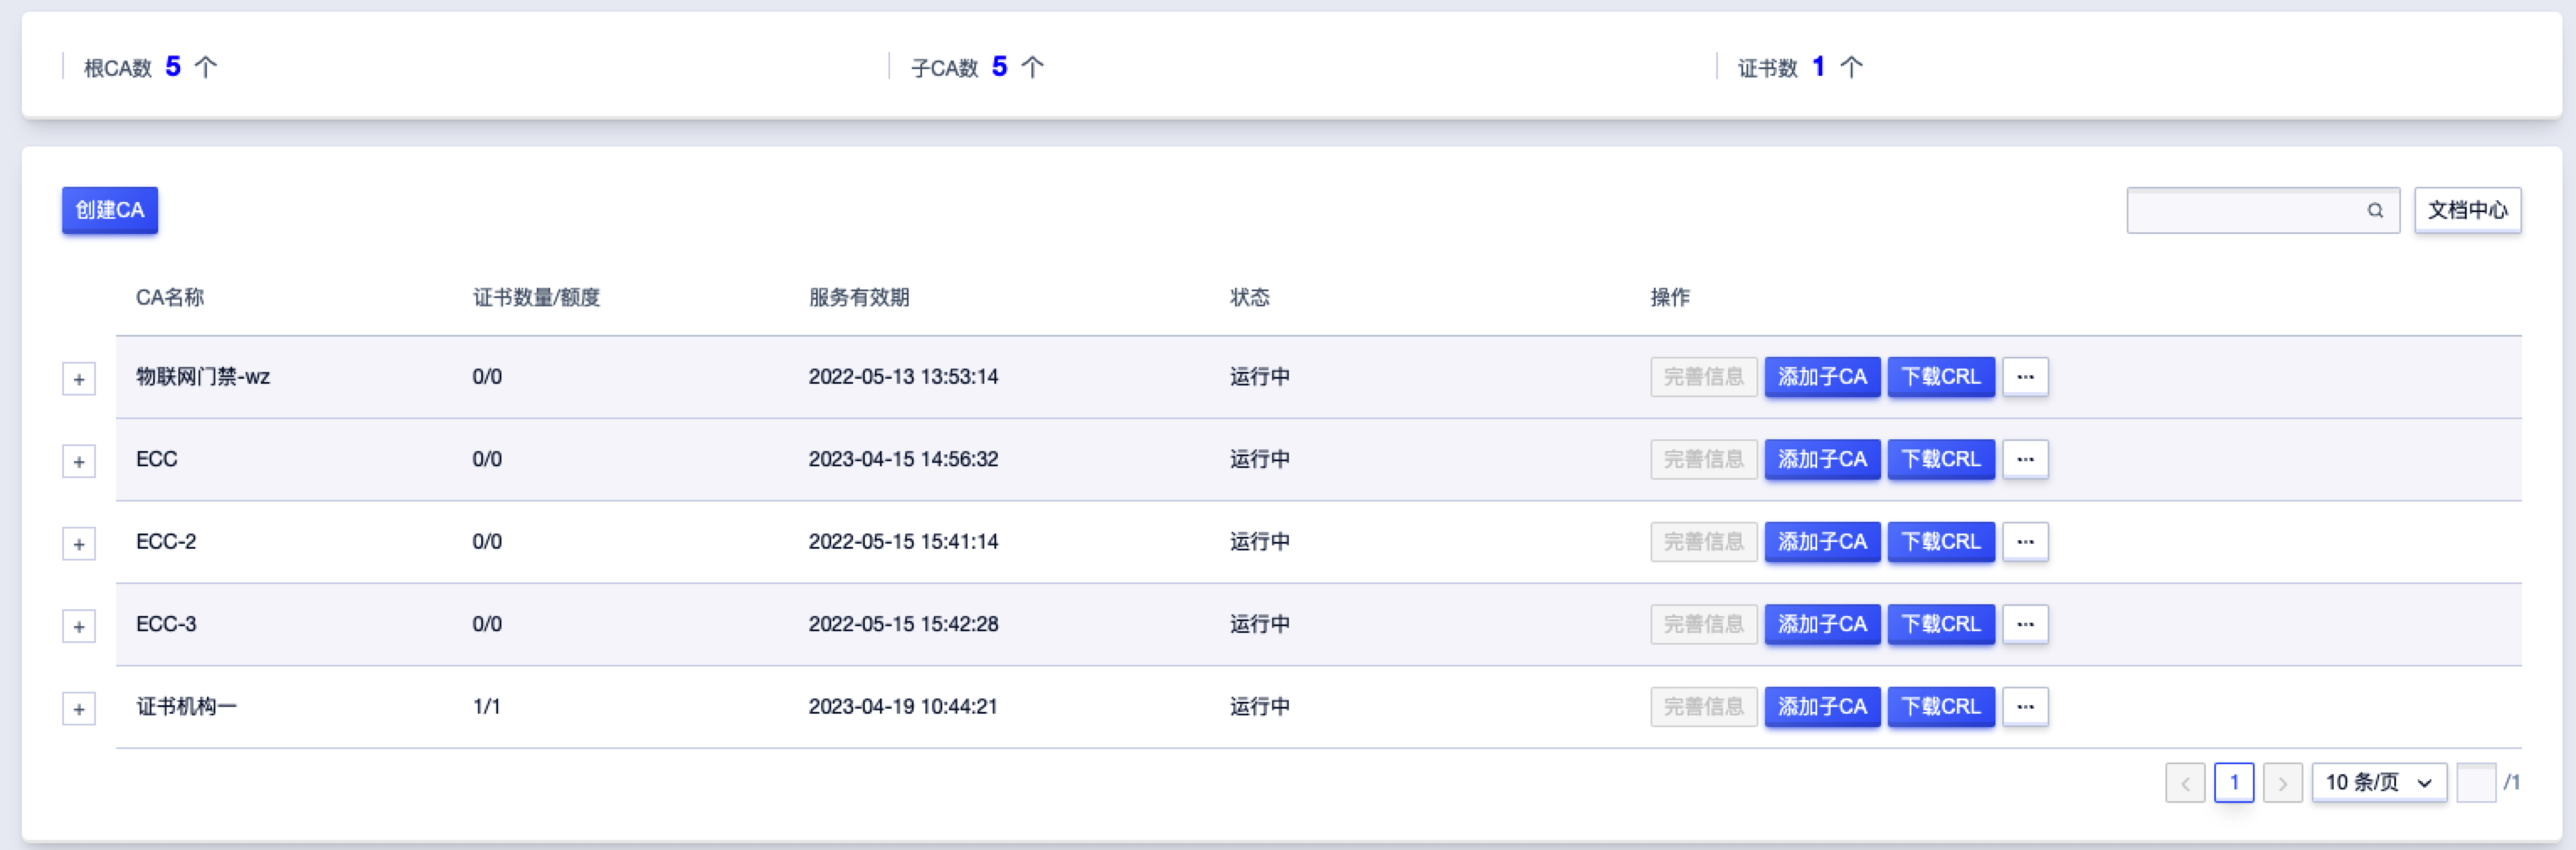 根CA数 5 个 子CA数 5 个 证书数 1 个
创建CA 文档中心
CA名称 证书数量/额度 服务有效期 状态 操作
+ 物联网门禁-wz 0/0 2022-05-13 13:53:14 运行中 完善信息 添加子CA 下载CRL ...
+ ECC 0/0 2023-04-15 14:56:32 运行中 完善信息 添加子CA 下载CRL ...
+ ECC-2 0/0 2022-05-15 15:41:14 运行中 完善信息 添加子CA 下载CRL ...
+ ECC-3 0/0 2022-05-15 15:42:28 运行中 完善信息 添加子CA 下载CRL ...
+ 证书机构一 1/1 2023-04-19 10:44:21 运行中 完善信息 添加子CA 下载CRL ...
< 1 > 10 条/页 /1